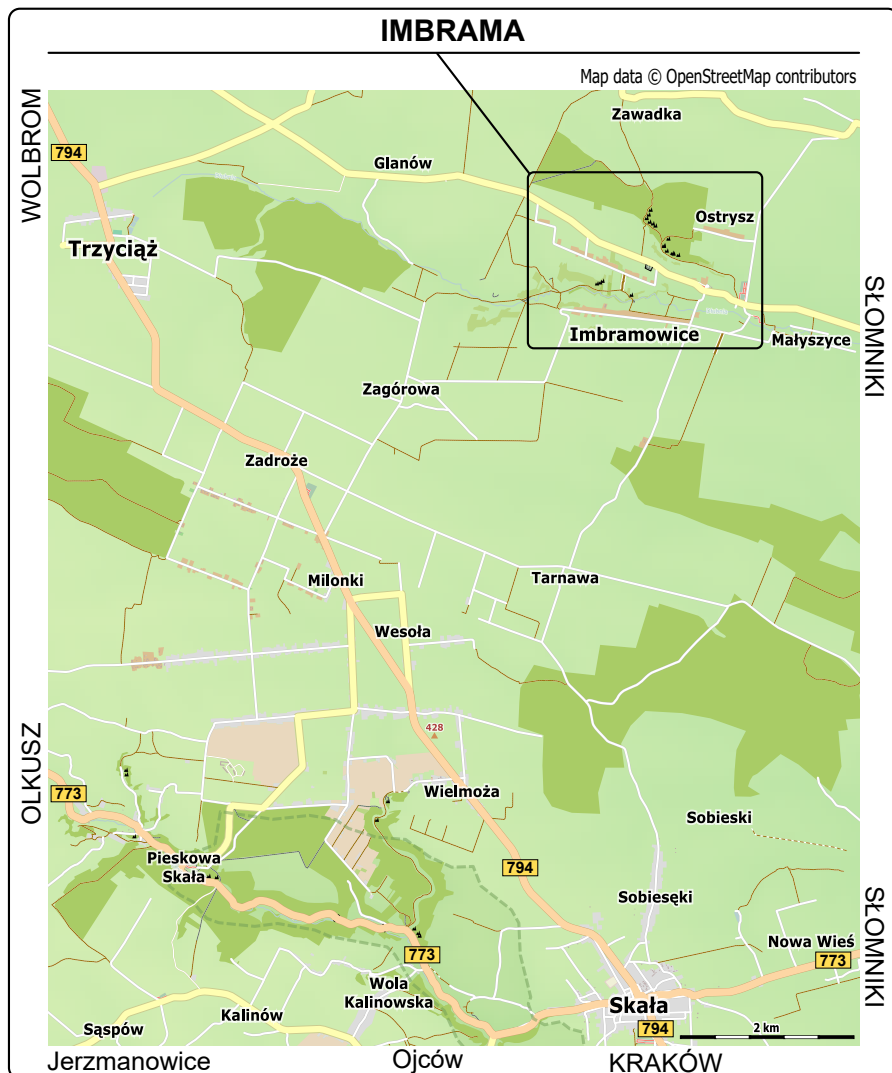 IMBRAMA
Map data © OpenStreetMap contributors
WOLBROM
Zawadka
794
Glanów
Ostrysz
Trzyciąż
SŁOMNIKI
Imbramowice
Małyszyce
Zagórowa
Zadroże
Milonki
Tarnawa
Wesoła
428
OLKUSZ
773
Wielmoża
Sobieski
Pieskowa
Skała
794
Sobiesęki
SŁOMNIKI
Nowa Wieś
773
773
Wola
Kalinowska
Skała
Sąspów
Kalinów
794
2 km
Jerzmanowice
Ojców
KRAKÓW